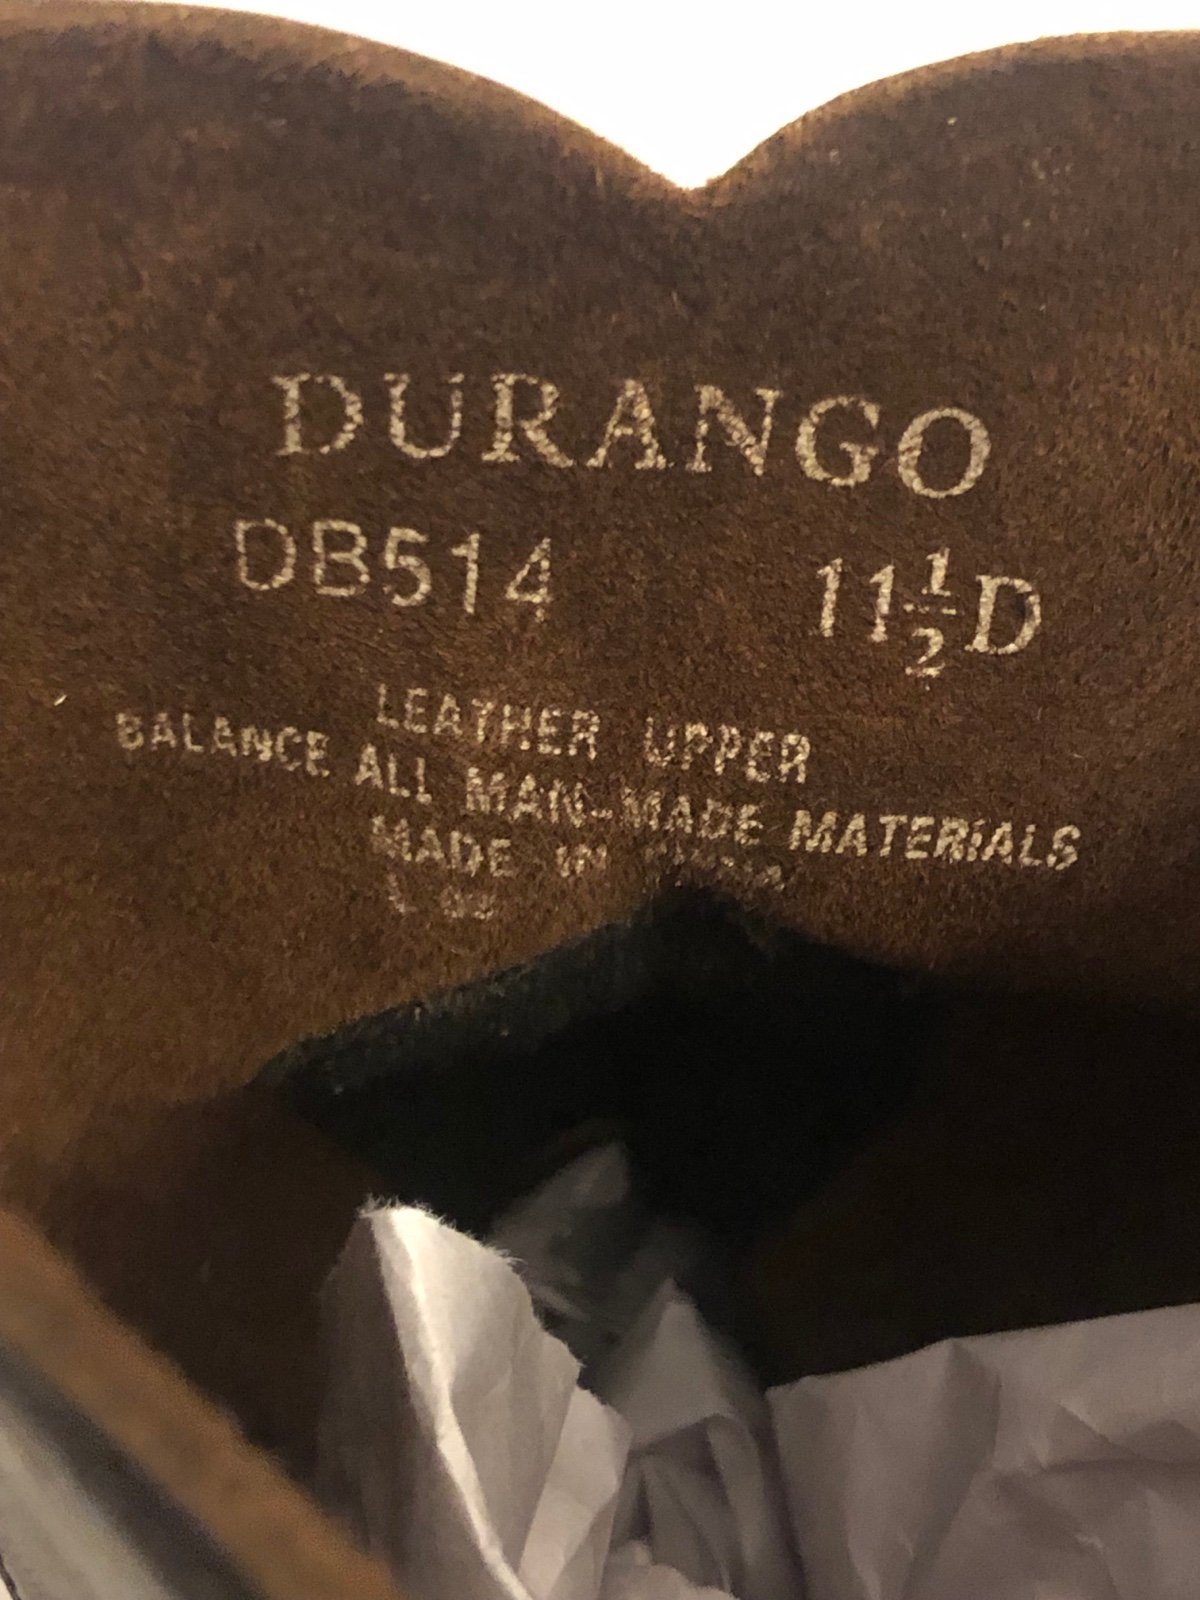 DURANGO
DB514 11½D
LEATHER UPPER
BALANCE ALL MAN-MADE MATERIALS
MADE IN